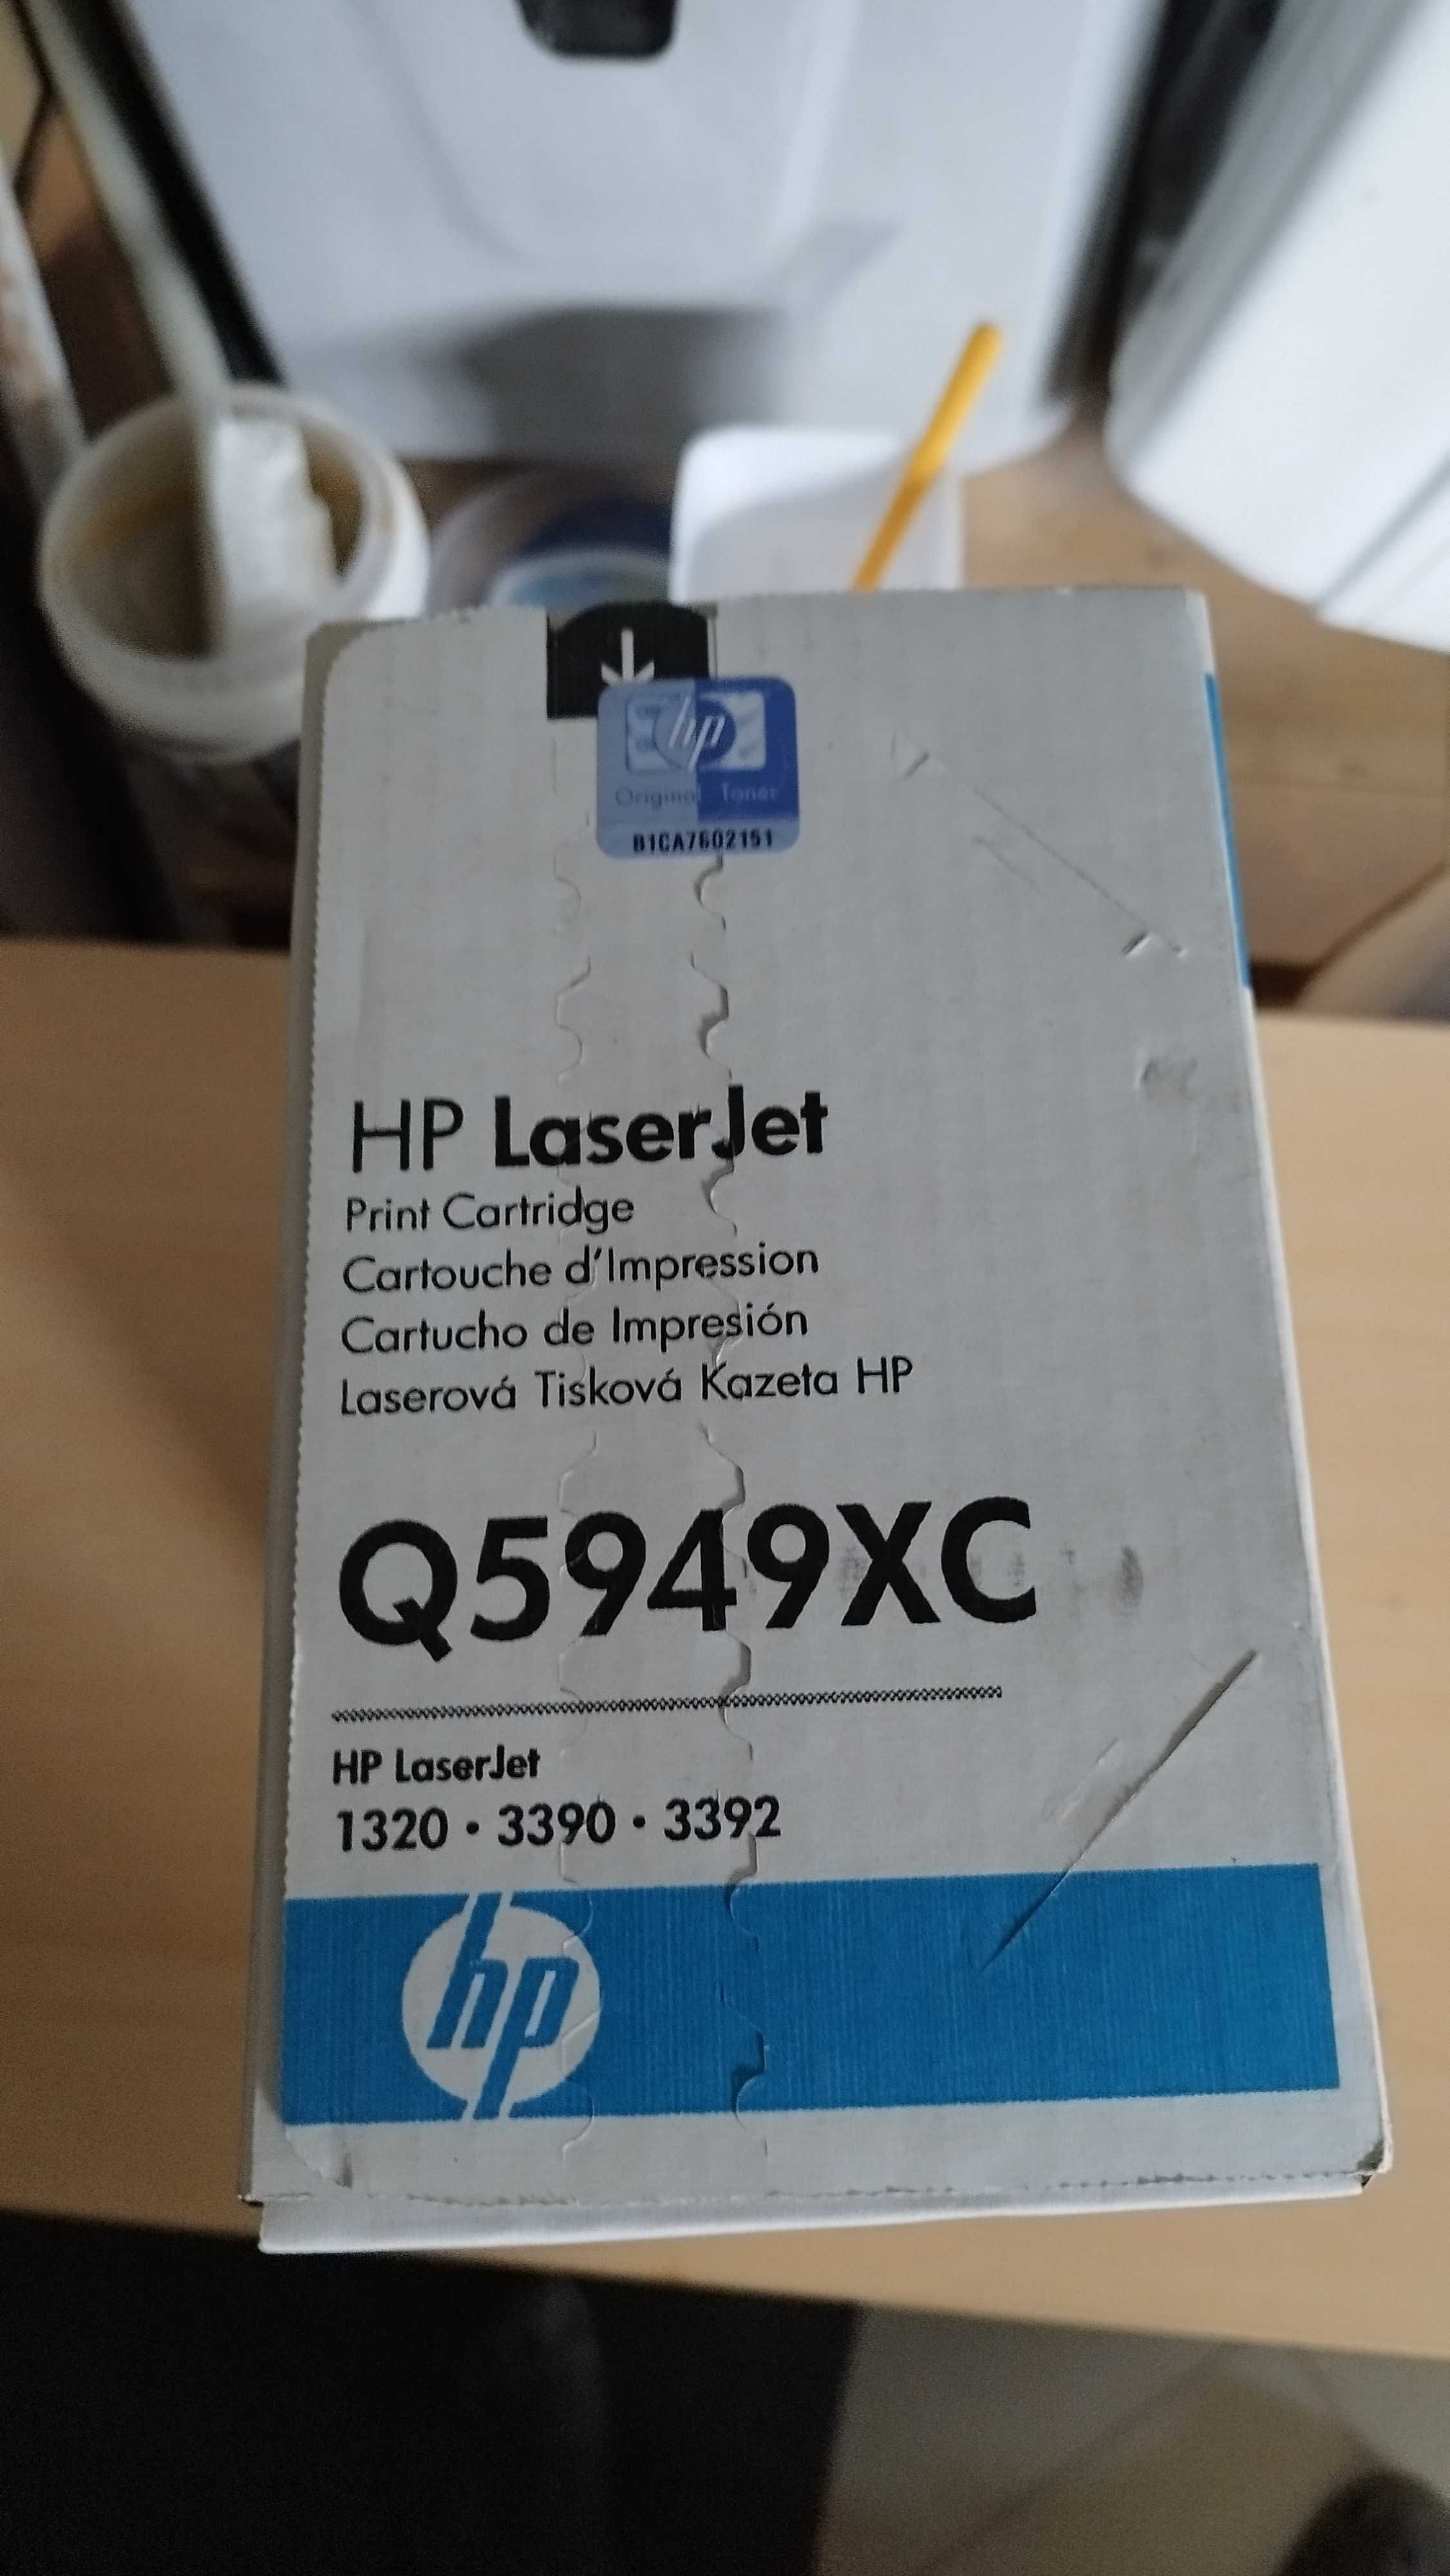 hp
Original Toner
B1CA7602151
HP LaserJet
Print Cartridge
Cartouche d'Impression
Cartucho de Impresión
Laserová Tisková Kazeta HP
Q5949XC
HP LaserJet
1320 • 3390 • 3392
hp